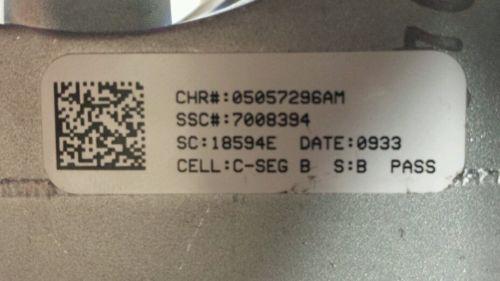 CHR#:05057296AM
SSC#:7008394
SC:18594E DATE:0933
CELL:C-SEG B S:B PASS